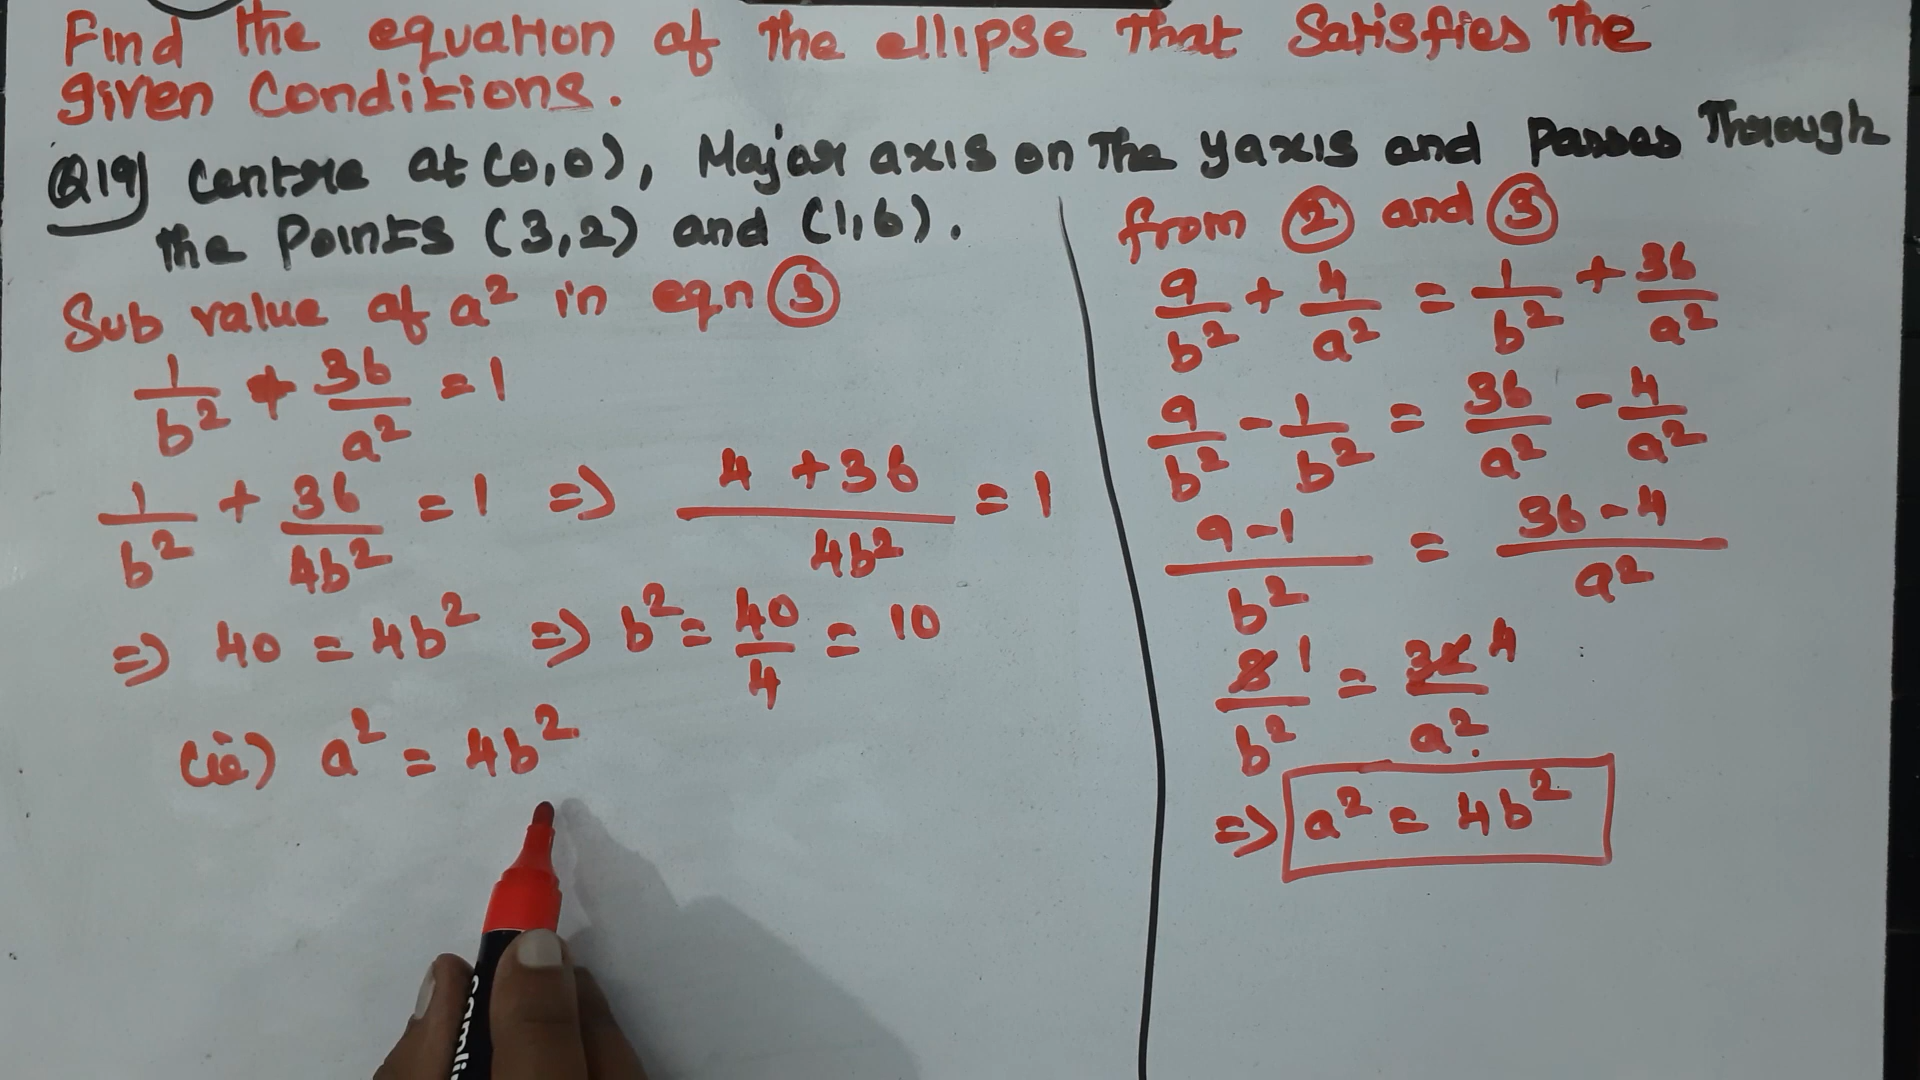 Find the equation of the ellipse that satisfies the
given conditions.
Q19) Centre at (0,0), Major axis on the y axis and passes through
the points (3,2) and (1,6).
Sub value of a² in eqn ③
1/b² + 36/a² = 1
1/b² + 36/4b² = 1 => 4 + 36/4b² = 1
=> 40 = 4b² => b² = 40/4 = 10
(ie) a² = 4b²
from ② and ③
9/b² + 4/a² = 1/b² + 36/a²
9/b² - 1/b² = 36/a² - 4/a²
9-1/b² = 36-4/a²
8 1/b² = 32 4/a²
=> a² = 4b²